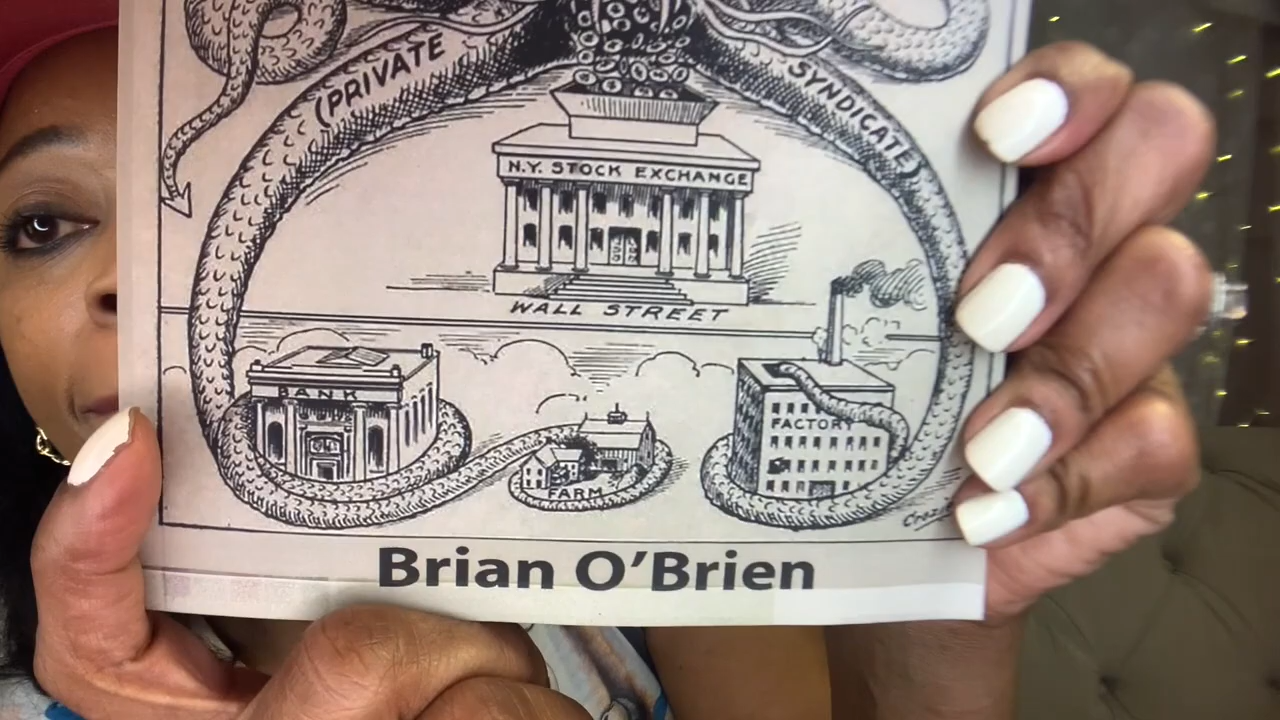 (PRIVATE
SYNDICATE)
N.Y. STOCK EXCHANGE
WALL STREET
BANK
FACTORY
FARM
Brian O'Brien